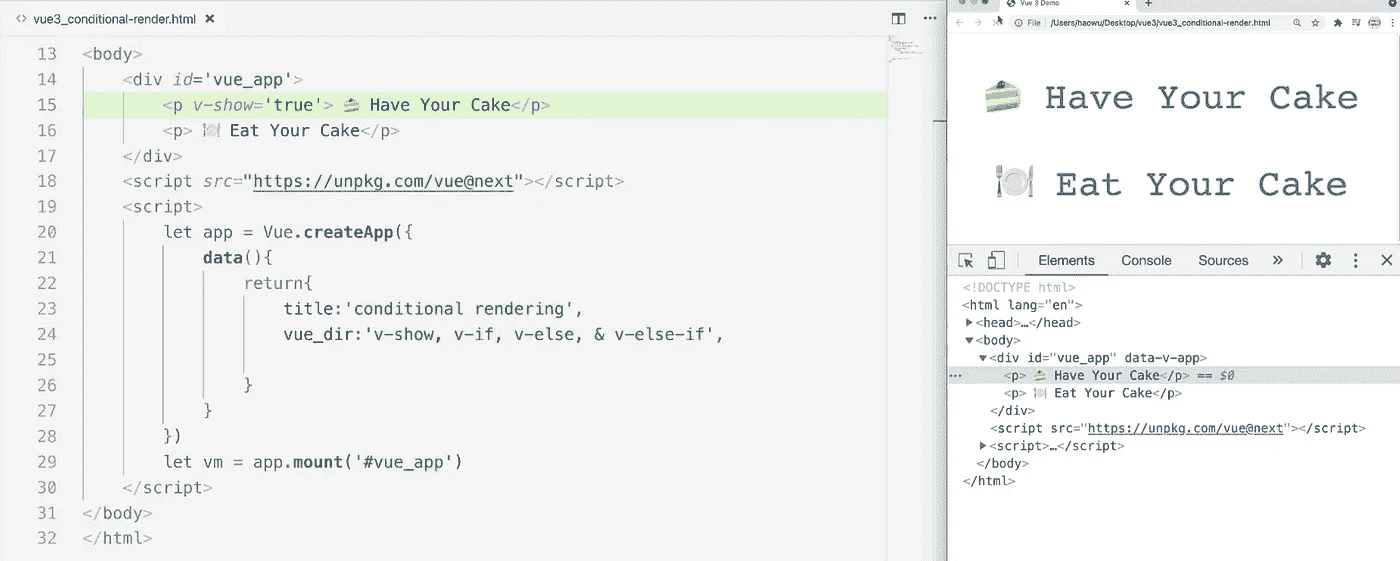 <> vue3_conditional-render.html ×
13 <body>
14 <div id='vue_app'>
15 <p v-show='true'> 🍰 Have Your Cake</p>
16 <p> 🍽 Eat Your Cake</p>
17 </div>
18 <script src="https://unpkg.com/vue@next"></script>
19 <script>
20 let app = Vue.createApp({
21 data(){
22 return{
23 title:'conditional rendering',
24 vue_dir:'v-show, v-if, v-else, & v-else-if',
25
26 }
27 }
28 })
29 let vm = app.mount('#vue_app')
30 </script>
31 </body>
32 </html>
Vue 3 Demo
File /Users/haowu/Desktop/vue3/vue3_conditional-render.html
🍰 Have Your Cake
🍽 Eat Your Cake
Elements Console Sources »
<!DOCTYPE html>
<html lang="en">
▶<head>…</head>
▼<body>
▼<div id="vue_app" data-v-app>
… <p> 🍰 Have Your Cake</p> == $0
<p> 🍽 Eat Your Cake</p>
</div>
<script src="https://unpkg.com/vue@next"></script>
▶<script>…</script>
</body>
</html>